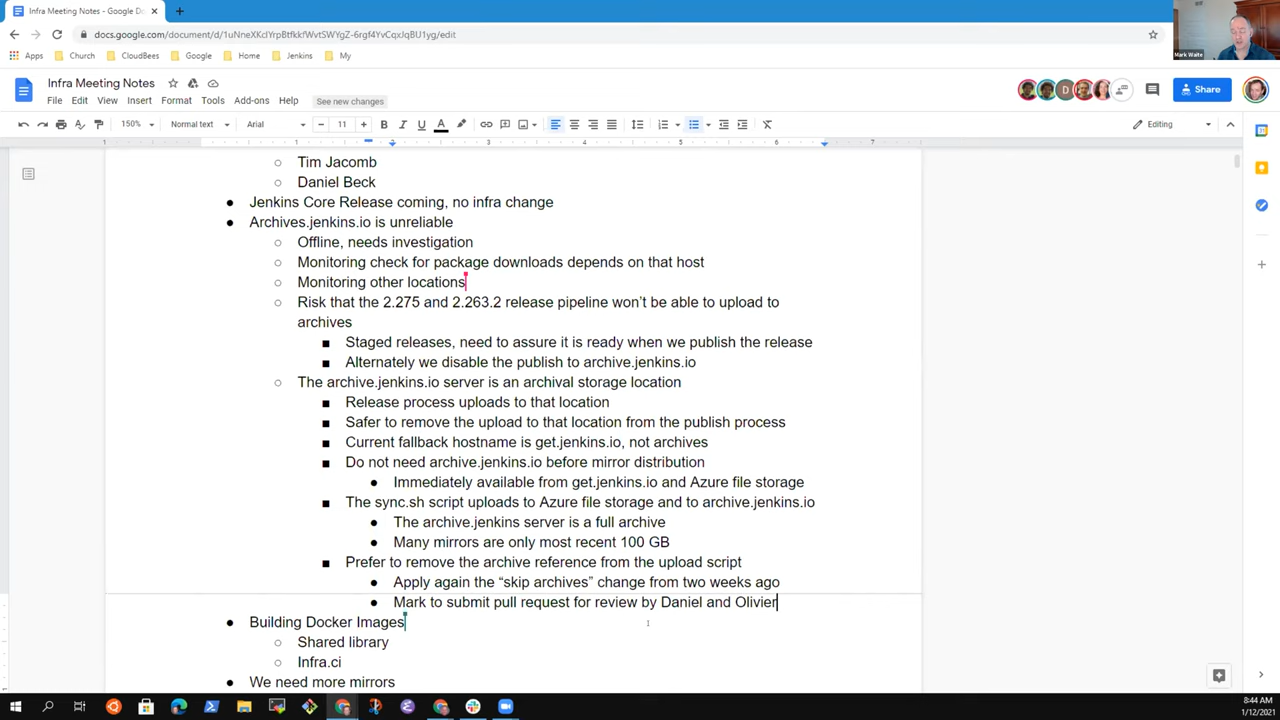 Infra Meeting Notes - Google Do
docs.google.com/document/d/1uNneXKcIYrpBtfkkfWvtSWYgZ-6rgf4YvCqxJqBU1yg/edit
Apps Church CloudBees Google Home Jenkins My
Mark Waite
Infra Meeting Notes
File Edit View Insert Format Tools Add-ons Help See new changes
Share
150% Normal text Arial 11 Editing
1 1 2 3 4 5 6 7
Tim Jacomb
Daniel Beck
Jenkins Core Release coming, no infra change
Archives.jenkins.io is unreliable
Offline, needs investigation
Monitoring check for package downloads depends on that host
Monitoring other locations
Risk that the 2.275 and 2.263.2 release pipeline won’t be able to upload to
archives
Staged releases, need to assure it is ready when we publish the release
Alternately we disable the publish to archive.jenkins.io
The archive.jenkins.io server is an archival storage location
Release process uploads to that location
Safer to remove the upload to that location from the publish process
Current fallback hostname is get.jenkins.io, not archives
Do not need archive.jenkins.io before mirror distribution
Immediately available from get.jenkins.io and Azure file storage
The sync.sh script uploads to Azure file storage and to archive.jenkins.io
The archive.jenkins server is a full archive
Many mirrors are only most recent 100 GB
Prefer to remove the archive reference from the upload script
Apply again the “skip archives” change from two weeks ago
Mark to submit pull request for review by Daniel and Olivier
Building Docker Images
Shared library
Infra.ci
We need more mirrors
8:44 AM
1/12/2021